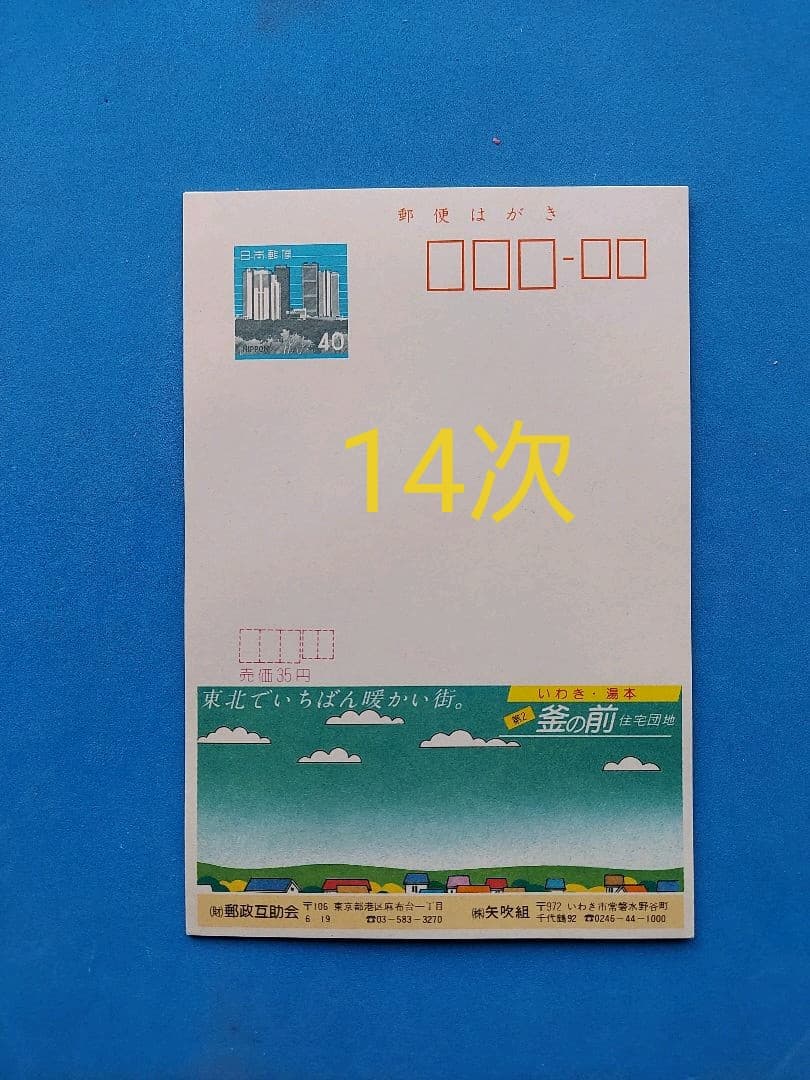 郵便はがき
日本郵便
NIPPON 40
14次
売価35円
東北でいちばん暖かい街。
いわき・湯本
第2 釜の前 住宅団地
(財)郵政互助会 〒106 東京都港区麻布台一丁目
6 19 ☎03-583-3270
(株)矢吹組 〒972 いわき市常磐水野谷町
千代鶴92 ☎0246-44-1000